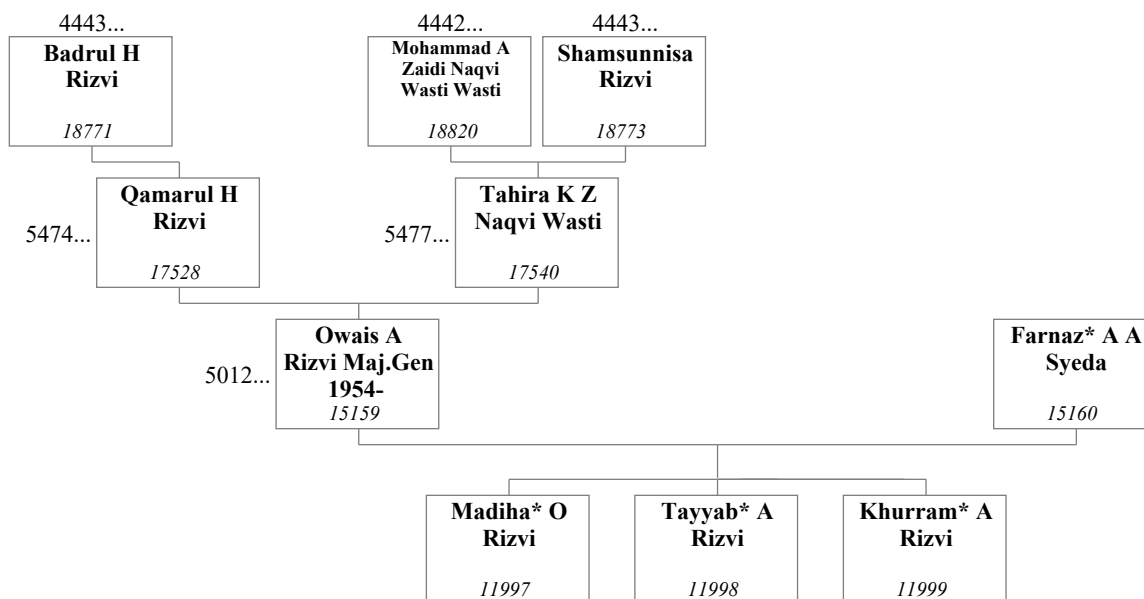 4443...
Badrul H
Rizvi
18771
4442...
Mohammad A
Zaidi Naqvi
Wasti Wasti
18820
4443...
Shamsunnisa
Rizvi
18773
5474...
Qamarul H
Rizvi
17528
5477...
Tahira K Z
Naqvi Wasti
17540
5012...
Owais A
Rizvi Maj.Gen
1954-
15159
Farnaz* A A
Syeda
15160
Madiha* O
Rizvi
11997
Tayyab* A
Rizvi
11998
Khurram* A
Rizvi
11999